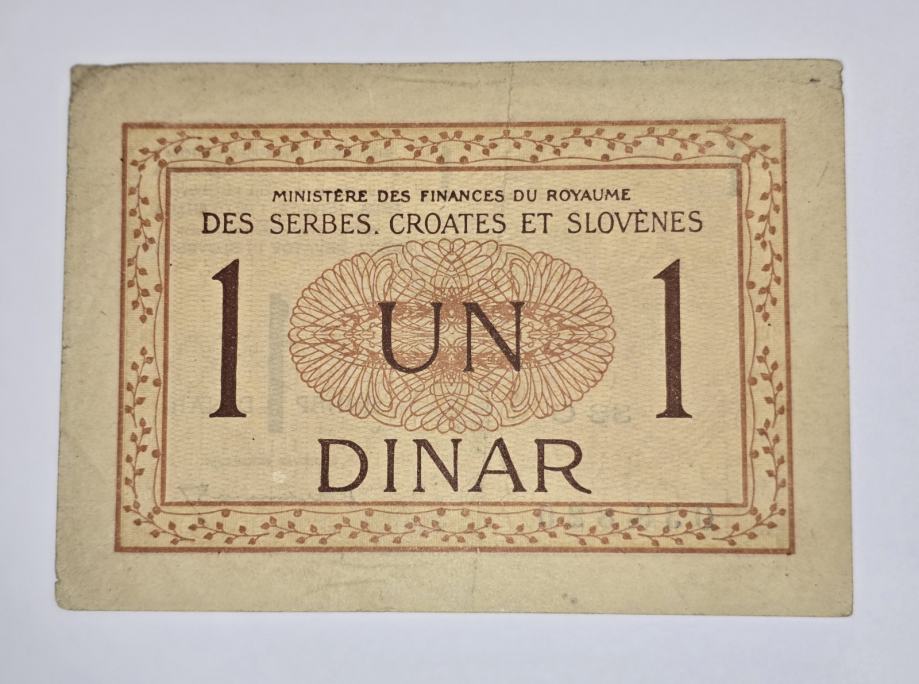 MINISTÈRE DES FINANCES DU ROYAUME
DES SERBES. CROATES ET SLOVÈNES
1 UN 1
DINAR